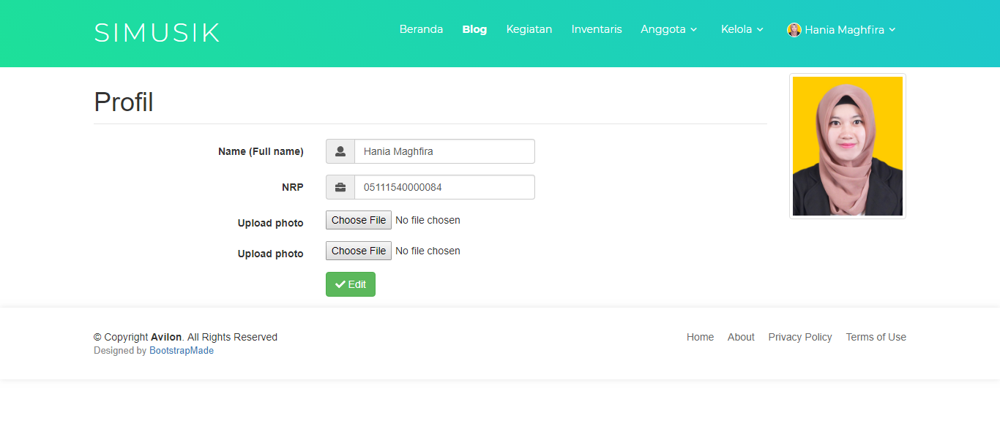 SIMUSIK
Beranda Blog Kegiatan Inventaris Anggota Kelola Hania Maghfira
Profil
Name (Full name) Hania Maghfira
NRP 05111540000084
Upload photo Choose File No file chosen
Upload photo Choose File No file chosen
Edit
© Copyright Avilon. All Rights Reserved
Home About Privacy Policy Terms of Use
Designed by BootstrapMade